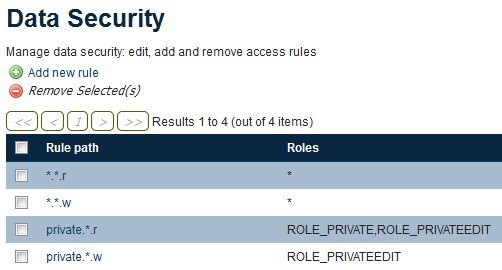 Data Security
Manage data security: edit, add and remove access rules
Add new rule
Remove Selected(s)
<< < 1 > >> Results 1 to 4 (out of 4 items)
Rule path Roles
*.*.r *
*.*.w *
private.*.r ROLE_PRIVATE,ROLE_PRIVATEEDIT
private.*.w ROLE_PRIVATEEDIT